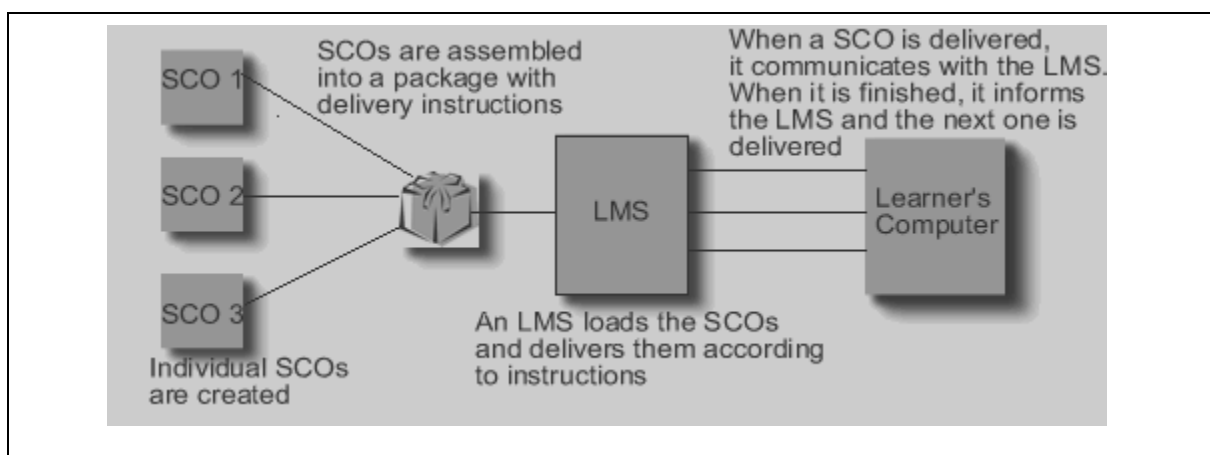 SCO 1
SCO 2
SCO 3
Individual SCOs
are created
SCOs are assembled
into a package with
delivery instructions
LMS
An LMS loads the SCOs
and delivers them according
to instructions
When a SCO is delivered,
it communicates with the LMS.
When it is finished, it informs
the LMS and the next one is
delivered
Learner's
Computer